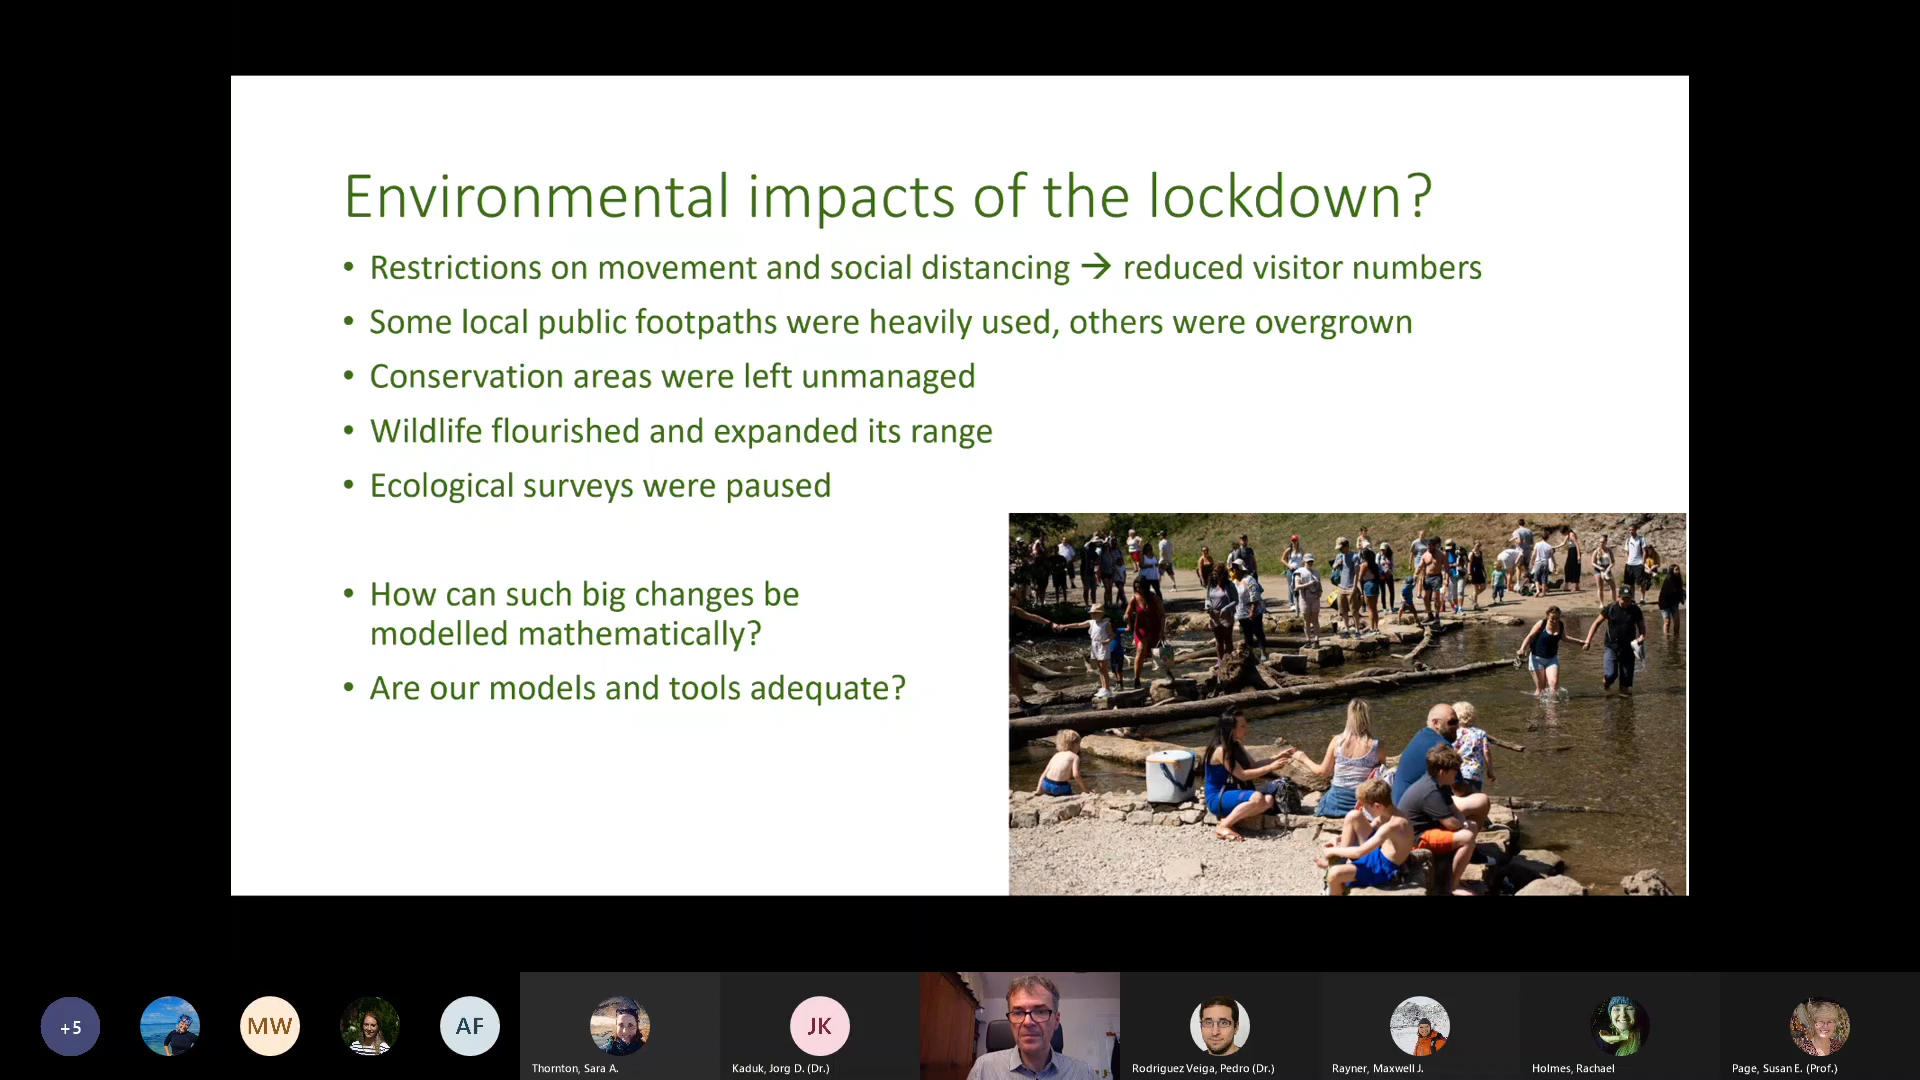 Environmental impacts of the lockdown?
• Restrictions on movement and social distancing → reduced visitor numbers
• Some local public footpaths were heavily used, others were overgrown
• Conservation areas were left unmanaged
• Wildlife flourished and expanded its range
• Ecological surveys were paused
• How can such big changes be
modelled mathematically?
• Are our models and tools adequate?
+5
MW
AF
JK
Thornton, Sara A.
Kaduk, Jorg D. (Dr.)
Rodriguez Veiga, Pedro (Dr.)
Rayner, Maxwell J.
Holmes, Rachael
Page, Susan E. (Prof.)